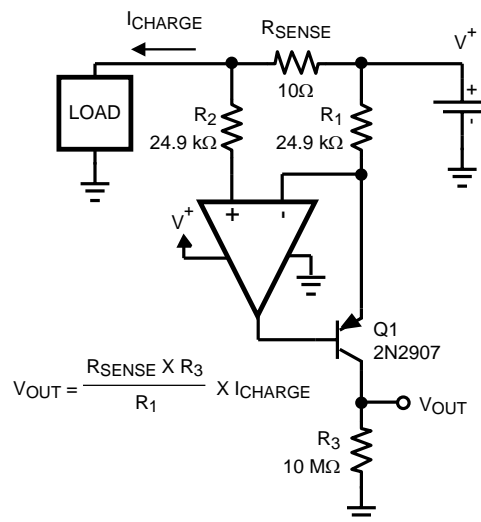 ICHARGE
RSENSE
10Ω
V+
LOAD
R2
24.9 kΩ
R1
24.9 kΩ
+
-
+
-
V+
Q1
2N2907
VOUT = RSENSE X R3 / R1 X ICHARGE
VOUT
R3
10 MΩ